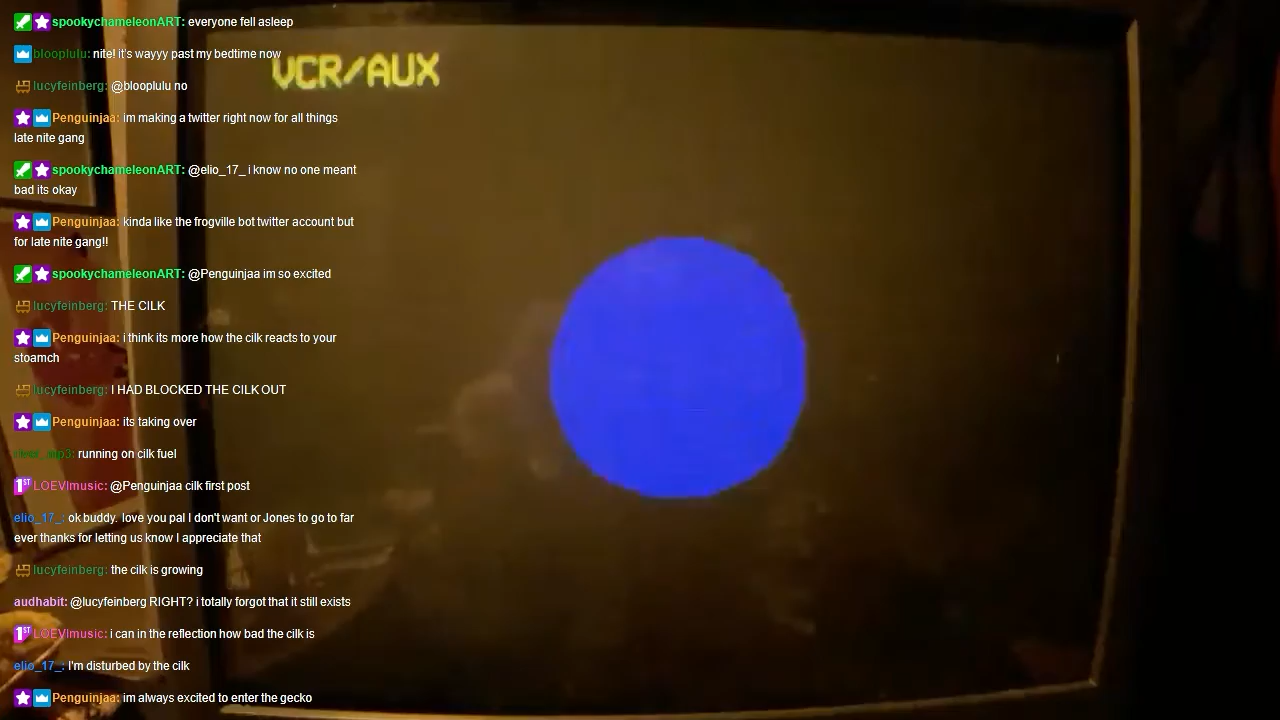 spookychameleonART: everyone fell asleep
blooplulu: nite! it's wayyy past my bedtime now
VCR/AUX
lucyfeinberg: @blooplulu no
Penguinjaa: im making a twitter right now for all things
late nite gang
spookychameleonART: @elio_17_ i know no one meant
bad its okay
Penguinjaa: kinda like the frogville bot twitter account but
for late nite gang!!
spookychameleonART: @Penguinjaa im so excited
lucyfeinberg: THE CILK
Penguinjaa: i think its more how the cilk reacts to your
stoamch
lucyfeinberg: I HAD BLOCKED THE CILK OUT
Penguinjaa: its taking over
running on cilk fuel
1ST LOEVImusic: @Penguinjaa cilk first post
elio_17_: ok buddy. love you pal I don't want or Jones to go to far
ever thanks for letting us know I appreciate that
lucyfeinberg: the cilk is growing
audhabit: @lucyfeinberg RIGHT? i totally forgot that it still exists
1ST LOEVImusic: i can in the reflection how bad the cilk is
elio_17_: I'm disturbed by the cilk
Penguinjaa: im always excited to enter the gecko